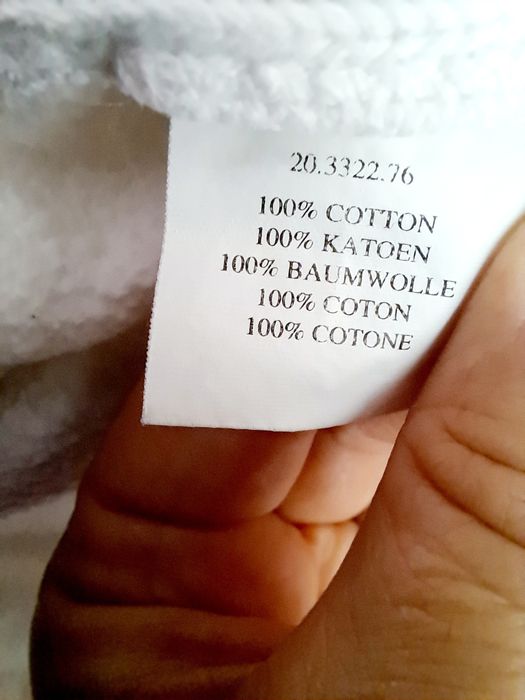 20.3322.76
100% COTTON
100% KATOEN
100% BAUMWOLLE
100% COTON
100% COTONE